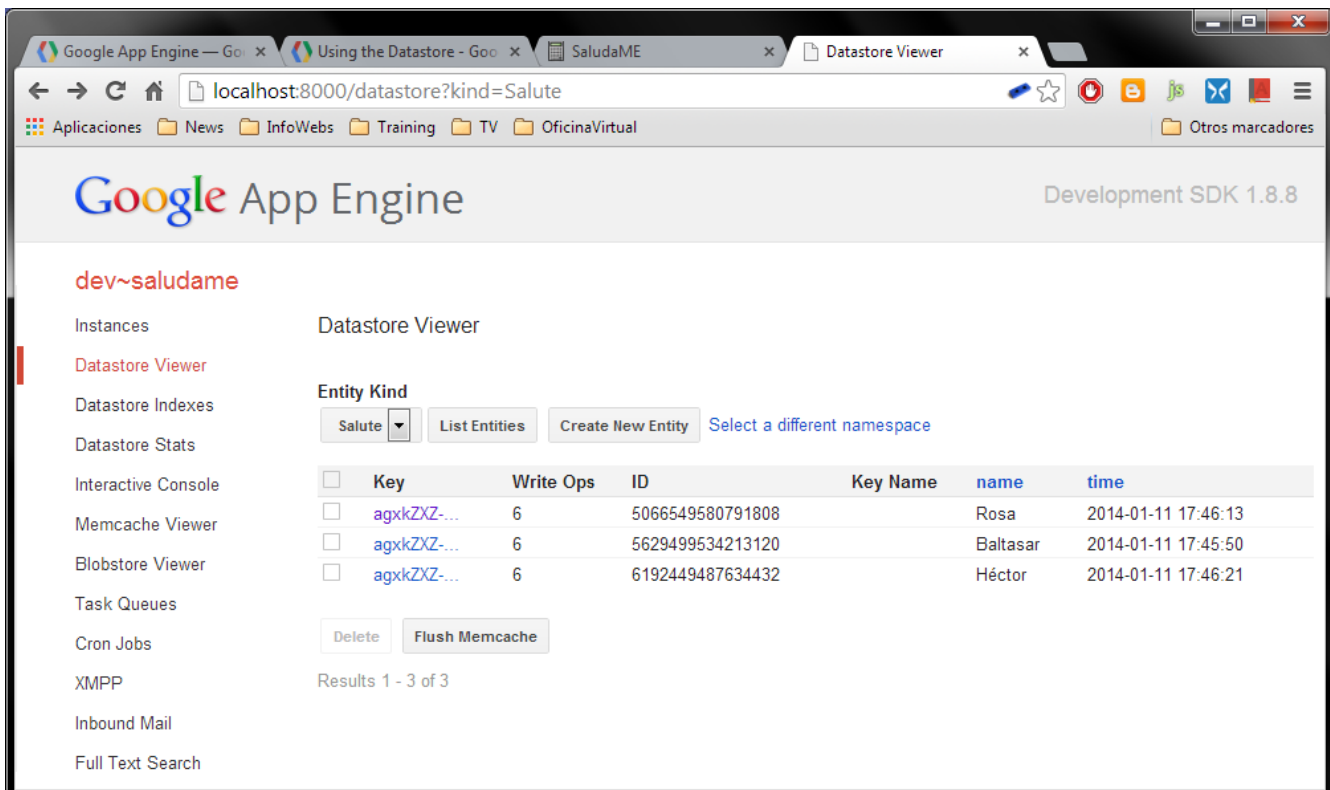 Google App Engine — Go
Using the Datastore - Goo
SaludaME
Datastore Viewer
localhost:8000/datastore?kind=Salute
Aplicaciones
News
InfoWebs
Training
TV
OficinaVirtual
Otros marcadores
Google App Engine
Development SDK 1.8.8
dev~saludame
Instances
Datastore Viewer
Datastore Indexes
Datastore Stats
Interactive Console
Memcache Viewer
Blobstore Viewer
Task Queues
Cron Jobs
XMPP
Inbound Mail
Full Text Search
Datastore Viewer
Entity Kind
Salute List Entities Create New Entity Select a different namespace
Key Write Ops ID Key Name name time
agxkZXZ-... 6 5066549580791808 Rosa 2014-01-11 17:46:13
agxkZXZ-... 6 5629499534213120 Baltasar 2014-01-11 17:45:50
agxkZXZ-... 6 6192449487634432 Héctor 2014-01-11 17:46:21
Delete Flush Memcache
Results 1 - 3 of 3